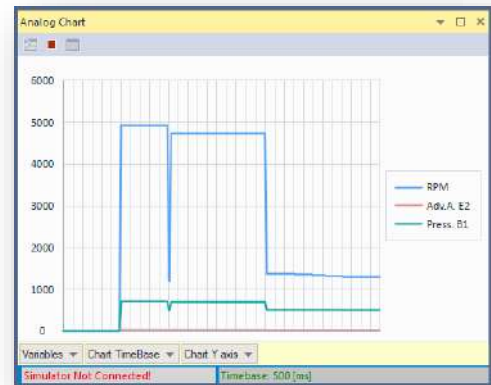 Analog Chart
6000
5000
4000
3000
2000
1000
0
RPM
Adv.A. E2
Press. B1
Variables
Chart TimeBase
Chart Y axis
Simulator Not Connected!
Timebase: 500 [ms]